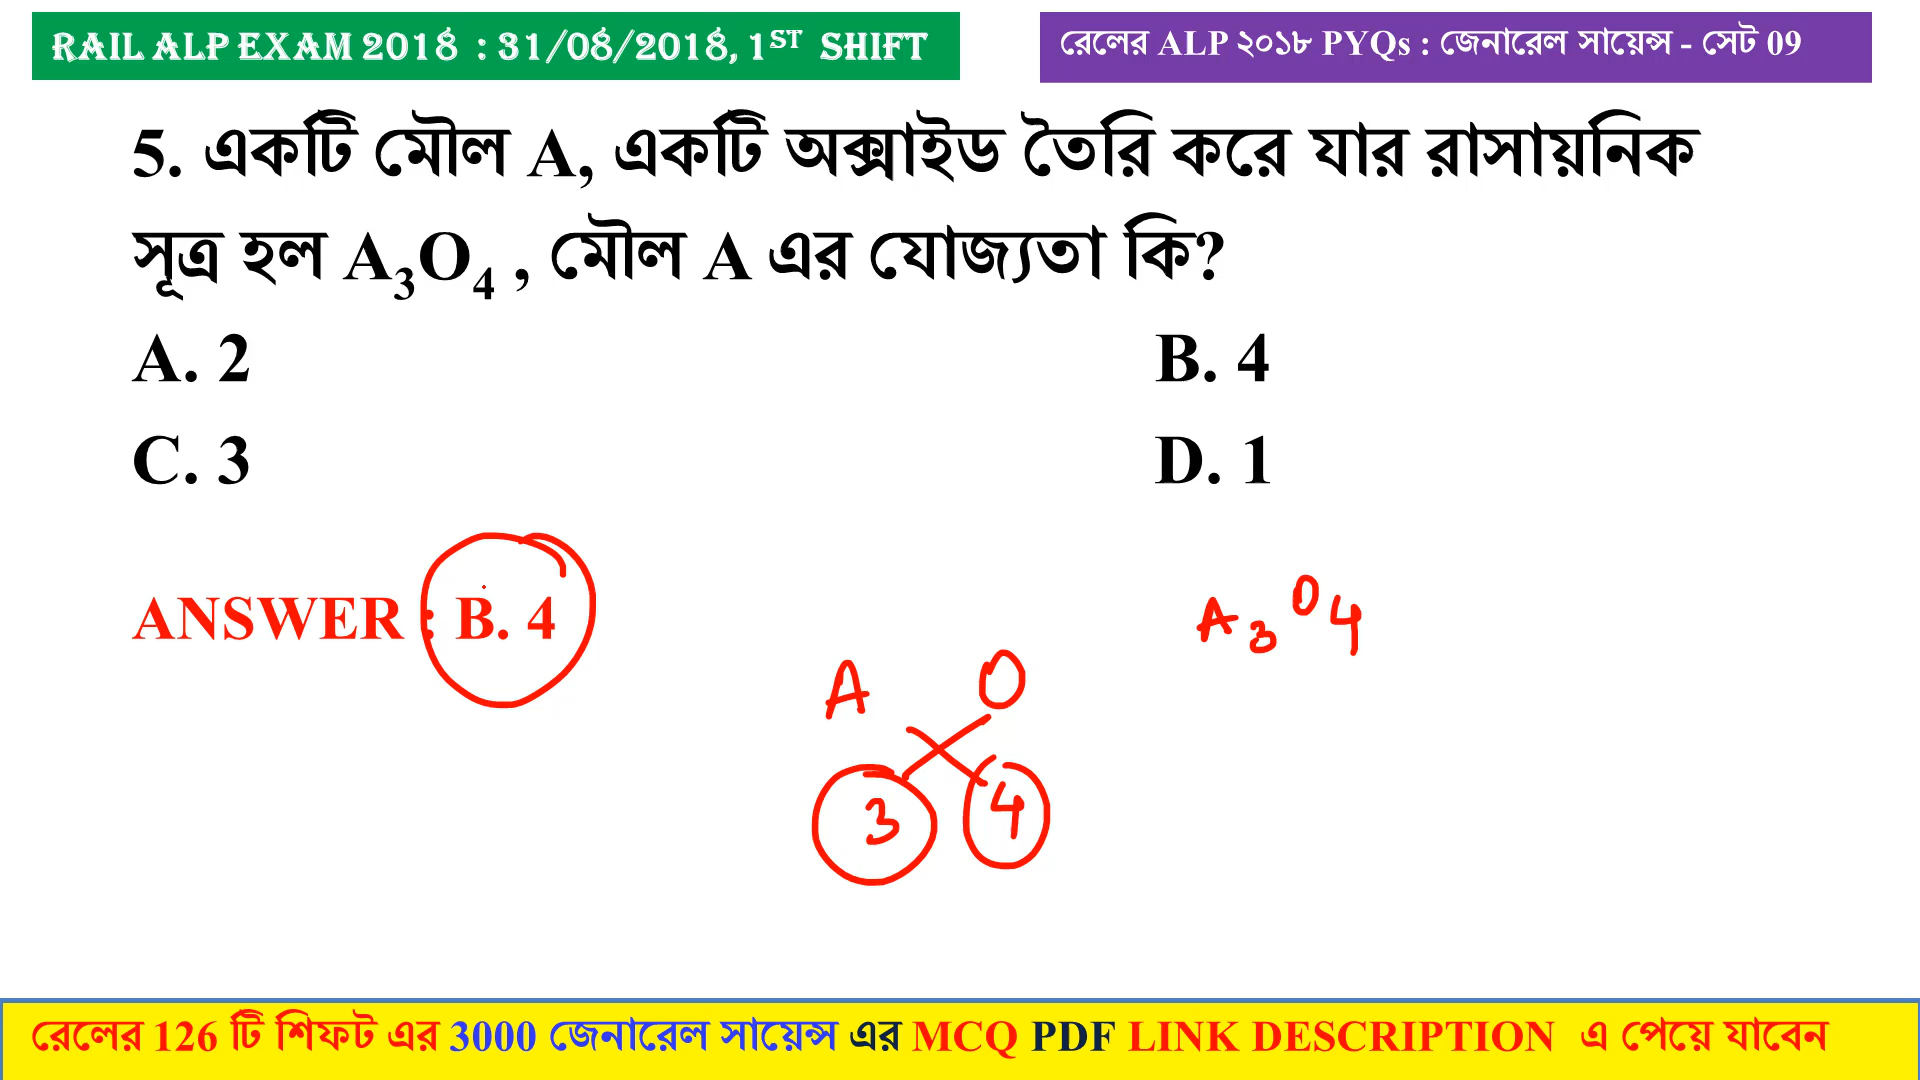 RAIL ALP EXAM 2018 : 31/08/2018, 1ST SHIFT
রেলের ALP ২০১৮ PYQs : জেনারেল সায়েন্স - সেট 09
5. একটি মৌল A, একটি অক্সাইড তৈরি করে যার রাসায়নিক
সূত্র হল A3O4 , মৌল A এর যোজ্যতা কি?
A. 2
B. 4
C. 3
D. 1
ANSWER : B. 4
A3O4
A O
3 4
রেলের 126 টি শিফট এর 3000 জেনারেল সায়েন্স এর MCQ PDF LINK DESCRIPTION এ পেয়ে যাবেন